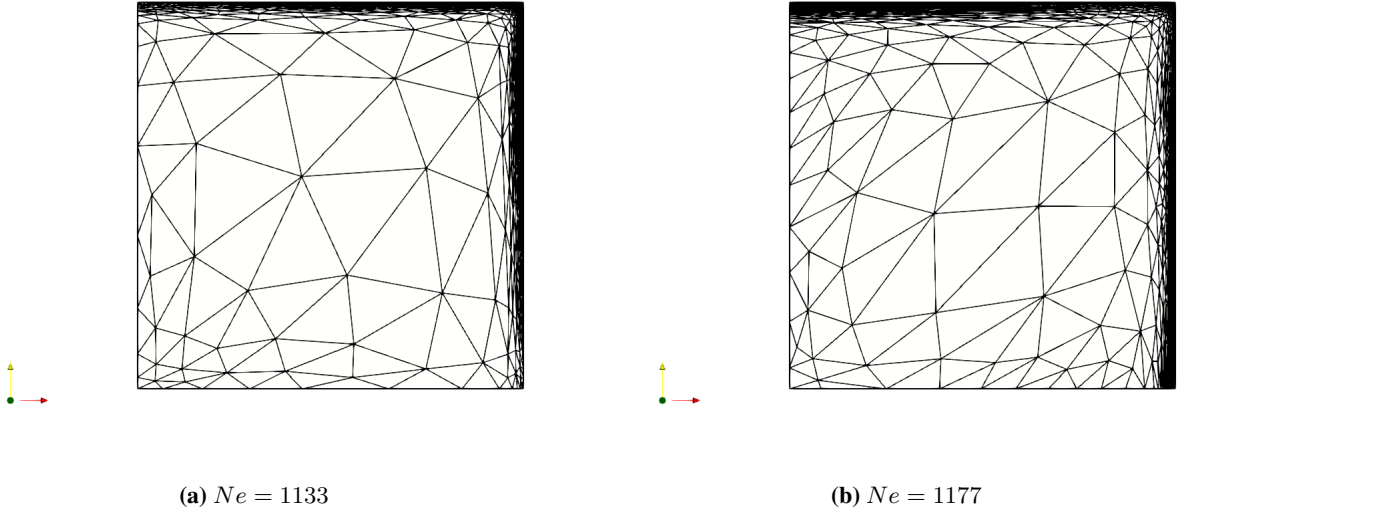 (a) Ne = 1133
(b) Ne = 1177